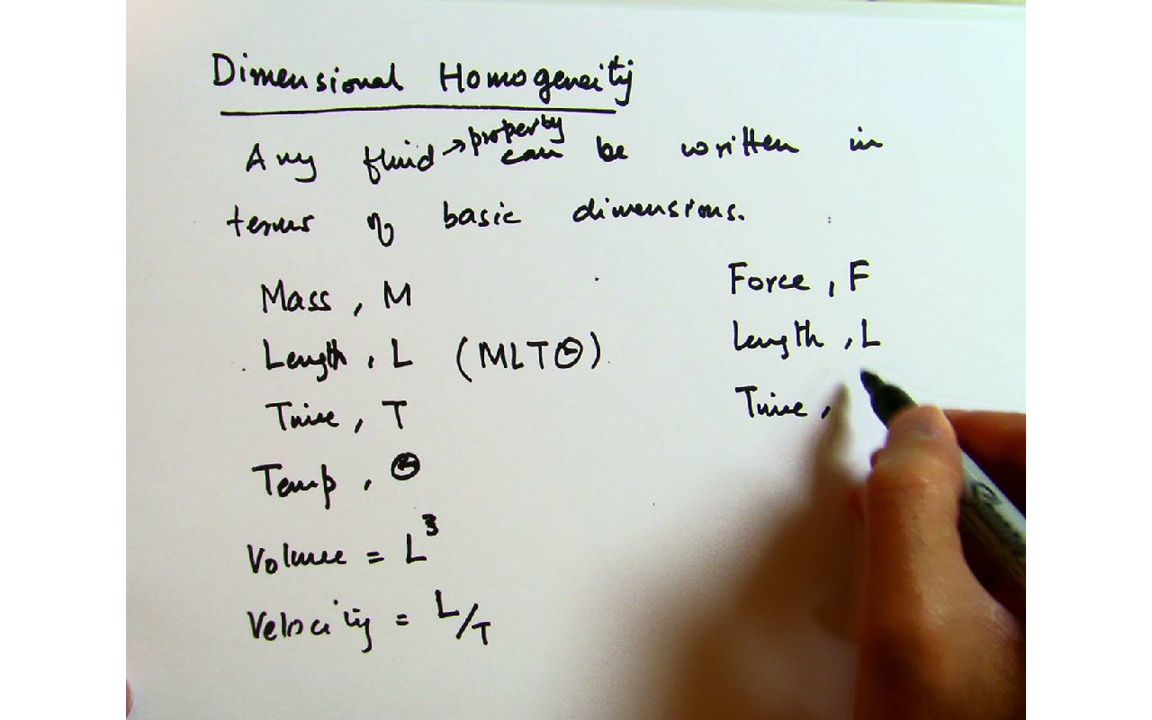 Dimensional Homogeneity
Any fluid → property can be written in
terms of basic dimensions.
Mass, M
Length, L (MLTΘ)
Time, T
Temp, Θ
Volume = L³
Velocity = L/T
Force, F
Length, L
Time,